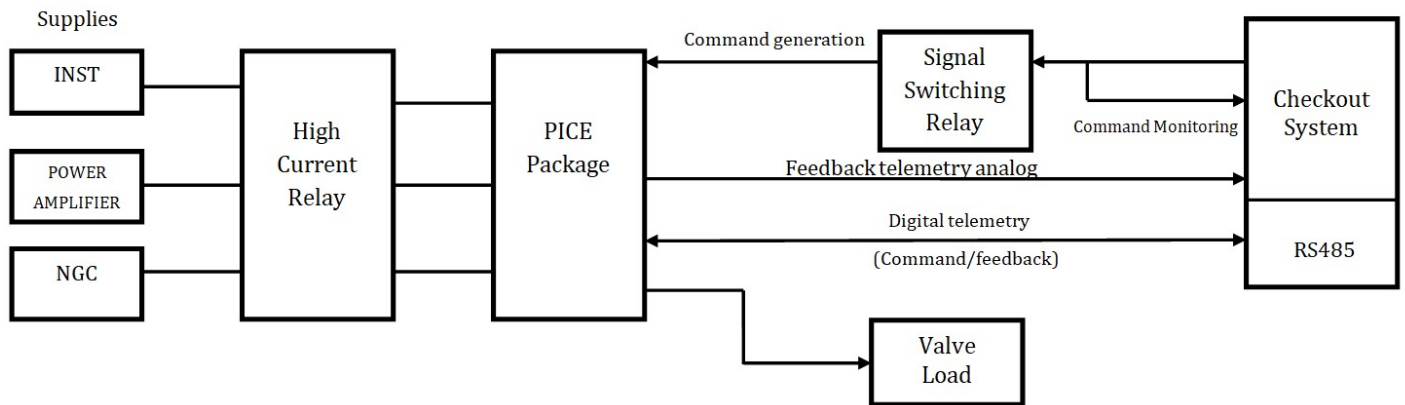 Supplies
INST
POWER
AMPLIFIER
NGC
High
Current
Relay
PICE
Package
Command generation
Signal
Switching
Relay
Command Monitoring
Checkout
System
Feedback telemetry analog
Digital telemetry
(Command/feedback)
RS485
Valve
Load